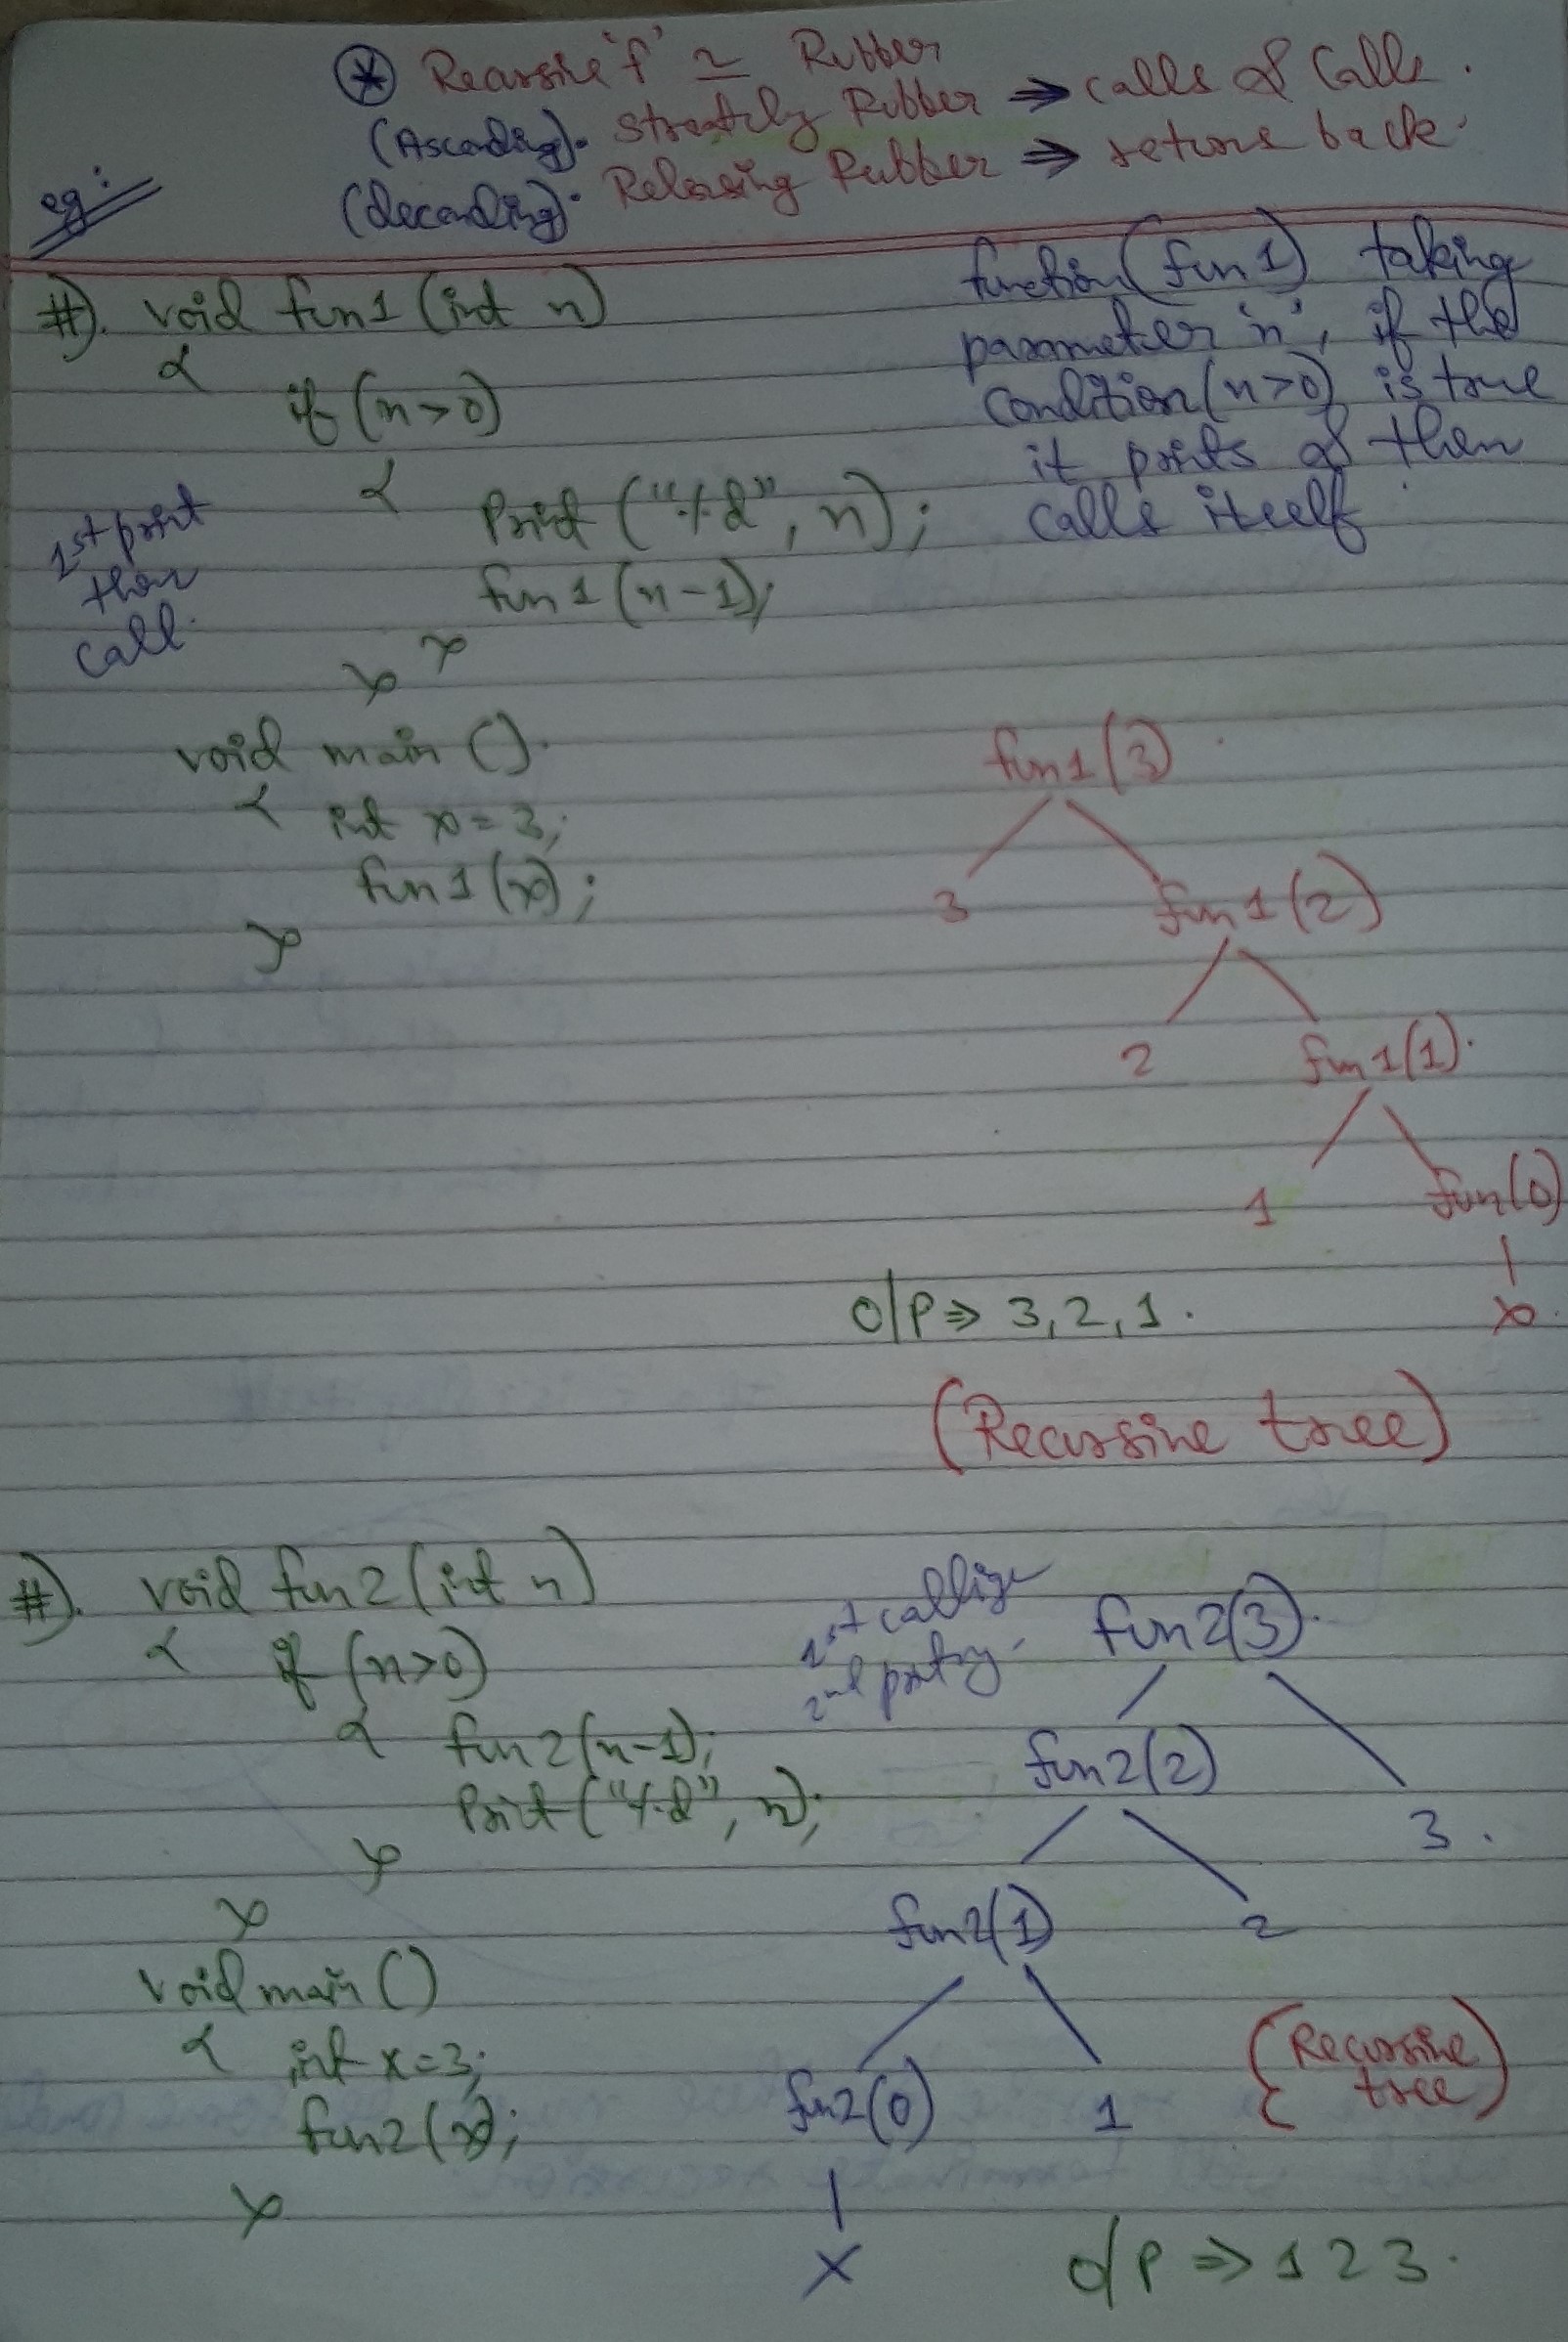 * Recursive 'f' ~ Rubber
(Ascending). Streatchy Rubber ⇒ calls & Calls.
(decending). Releasing Rubber ⇒ return back.
eg:
#). void fun1 (int n)
{
if (n>0)
{
Print ("%d", n);
fun1 (n-1);
}
}
1st print
then
call.
function (fun1) taking
parameter 'n', if the
condition (n>0) is true
it prints & then
calls itself.
void main ().
{ int x = 3;
fun1 (x);
}
fun1 (3)
3 fun1 (2)
2 fun1(1).
1 fun(0)
x
O/P ⇒ 3, 2, 1.
(Recursive tree)
#). void fun2 (int n)
{ if (n>0)
{ fun2(n-1);
Print ("%d", n);
}
}
void main ()
{ int x=3;
fun2 (x);
}
1st
2nd
fun2(3).
fun2(2) 3.
fun2(1) 2
fun2(0) 1
x
(Recursive
tree)
O/P ⇒ 1 2 3.